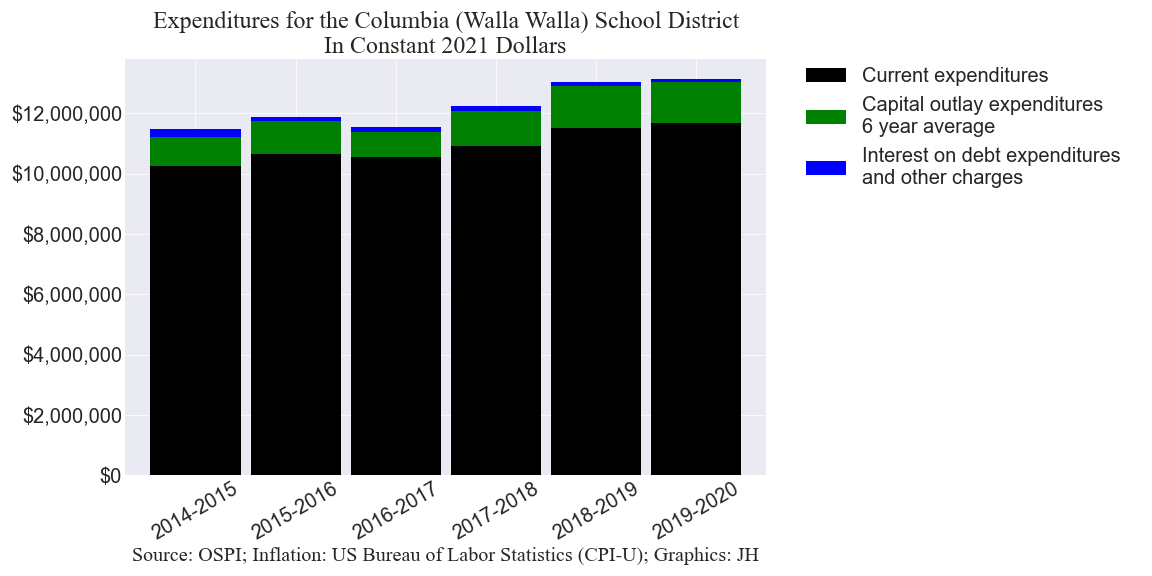 Expenditures for the Columbia (Walla Walla) School District
In Constant 2021 Dollars
Current expenditures
Capital outlay expenditures
6 year average
Interest on debt expenditures
and other charges
$12,000,000
$10,000,000
$8,000,000
$6,000,000
$4,000,000
$2,000,000
$0
2014-2015
2015-2016
2016-2017
2017-2018
2018-2019
2019-2020
Source: OSPI; Inflation: US Bureau of Labor Statistics (CPI-U); Graphics: JH